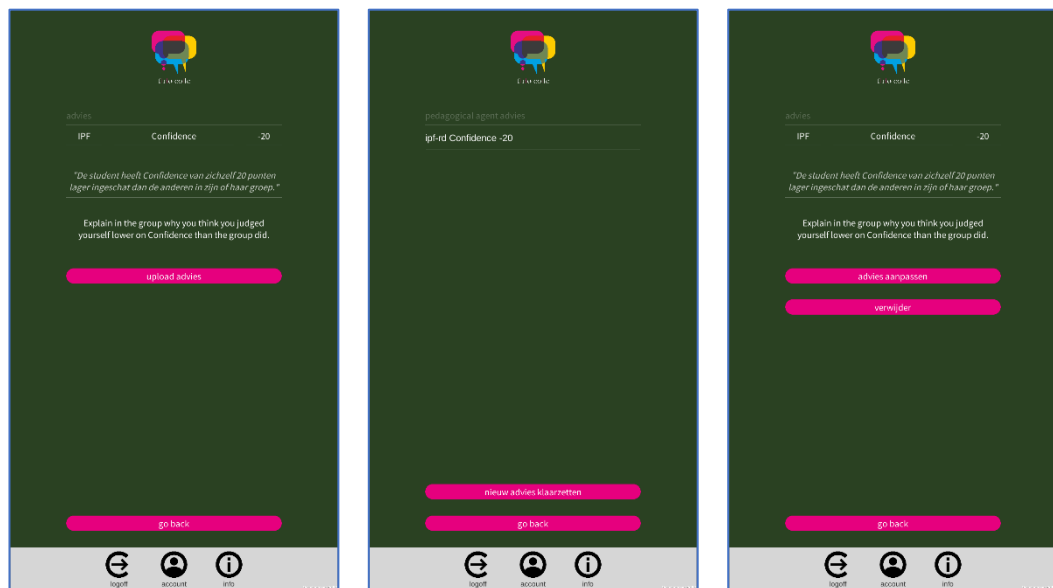 advies
IPF Confidence -20
"De student heeft Confidence van zichzelf 20 punten
lager ingeschat dan de anderen in zijn of haar groep."
Explain in the group why you think you judged
yourself lower on Confidence than the group did.
upload advies
go back
logoff account info
pedagogical agent advies
ipf-rd Confidence -20
nieuw advies klaarzetten
go back
logoff account info
advies
IPF Confidence -20
"De student heeft Confidence van zichzelf 20 punten
lager ingeschat dan de anderen in zijn of haar groep."
Explain in the group why you think you judged
yourself lower on Confidence than the group did.
advies aanpassen
verwijder
go back
logoff account info